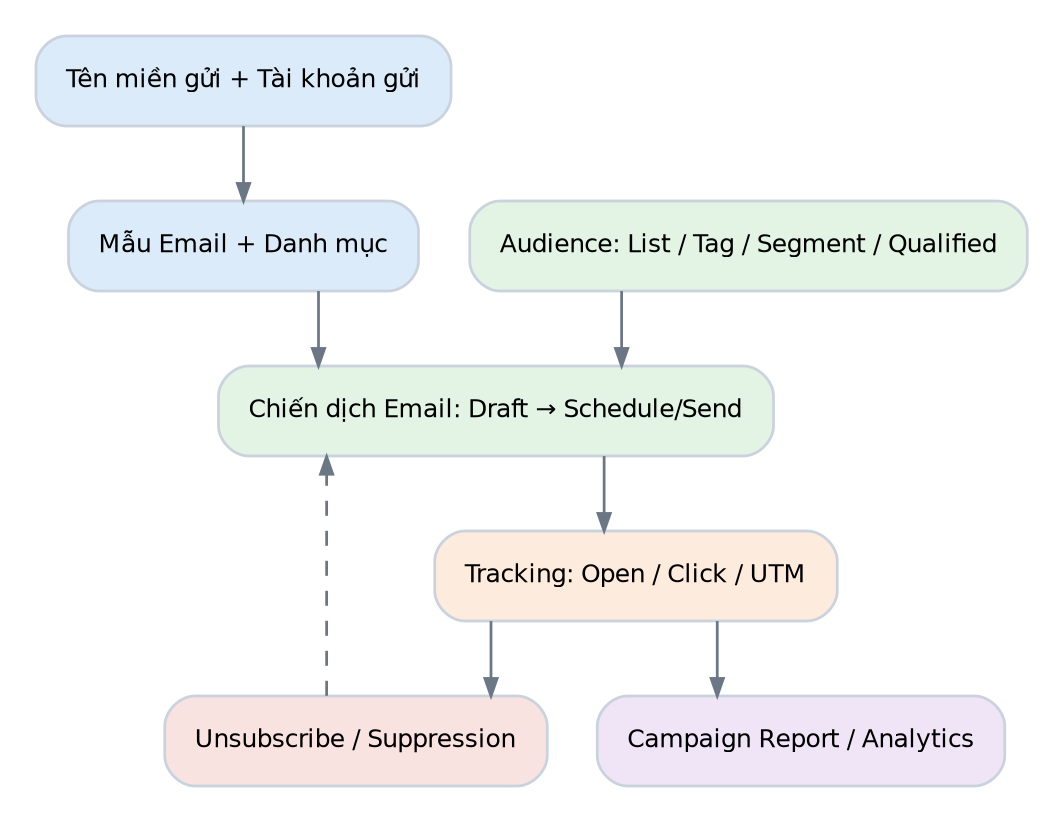 Tên miền gửi + Tài khoản gửi
Mẫu Email + Danh mục
Audience: List / Tag / Segment / Qualified
Chiến dịch Email: Draft → Schedule/Send
Tracking: Open / Click / UTM
Unsubscribe / Suppression
Campaign Report / Analytics